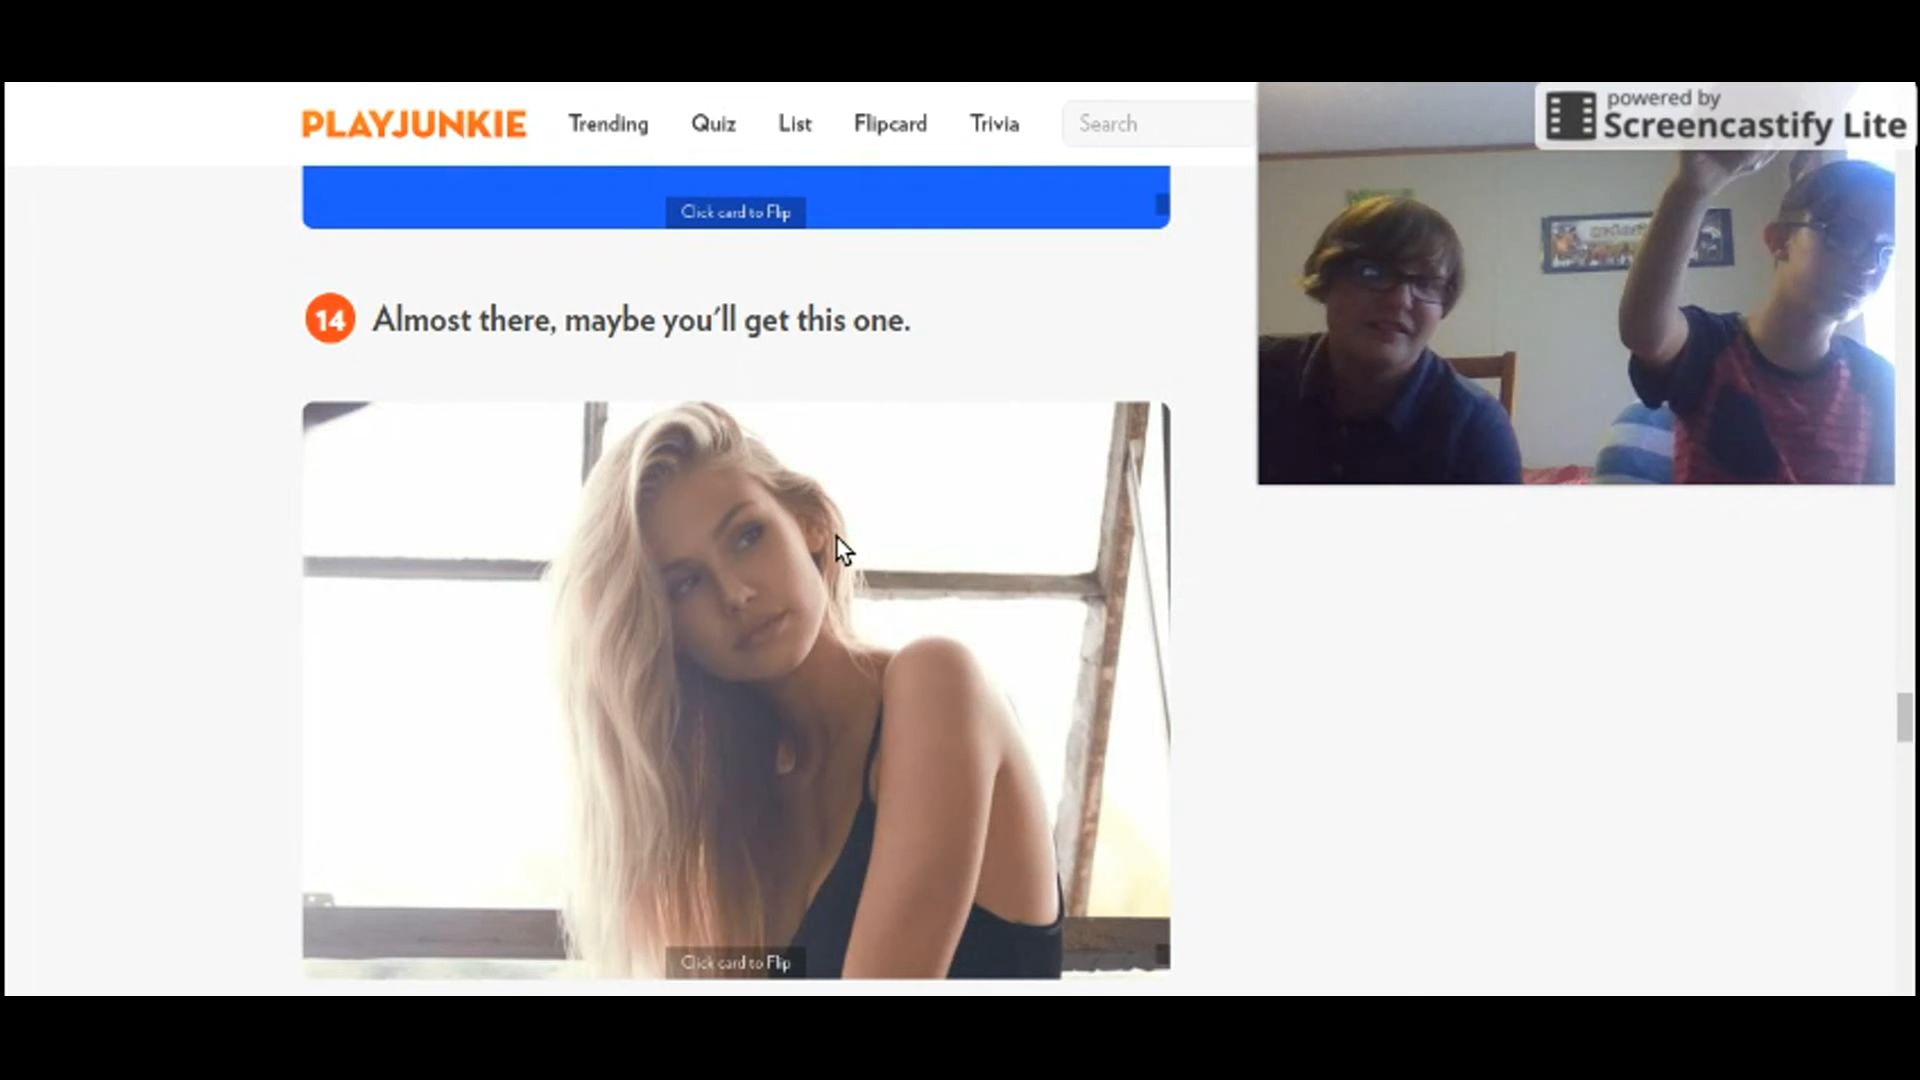 PLAYJUNKIE
Trending
Quiz
List
Flipcard
Trivia
Search
powered by
Screencastify Lite
Click card to Flip
14 Almost there, maybe you'll get this one.
Click card to Flip